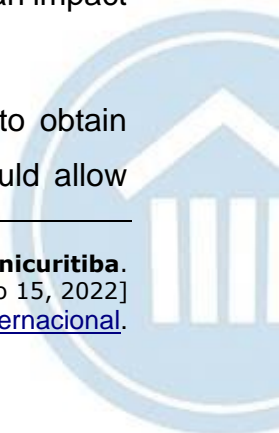 an impact
to obtain
uld allow
nicuritiba.
o 15, 2022]
ernacional.